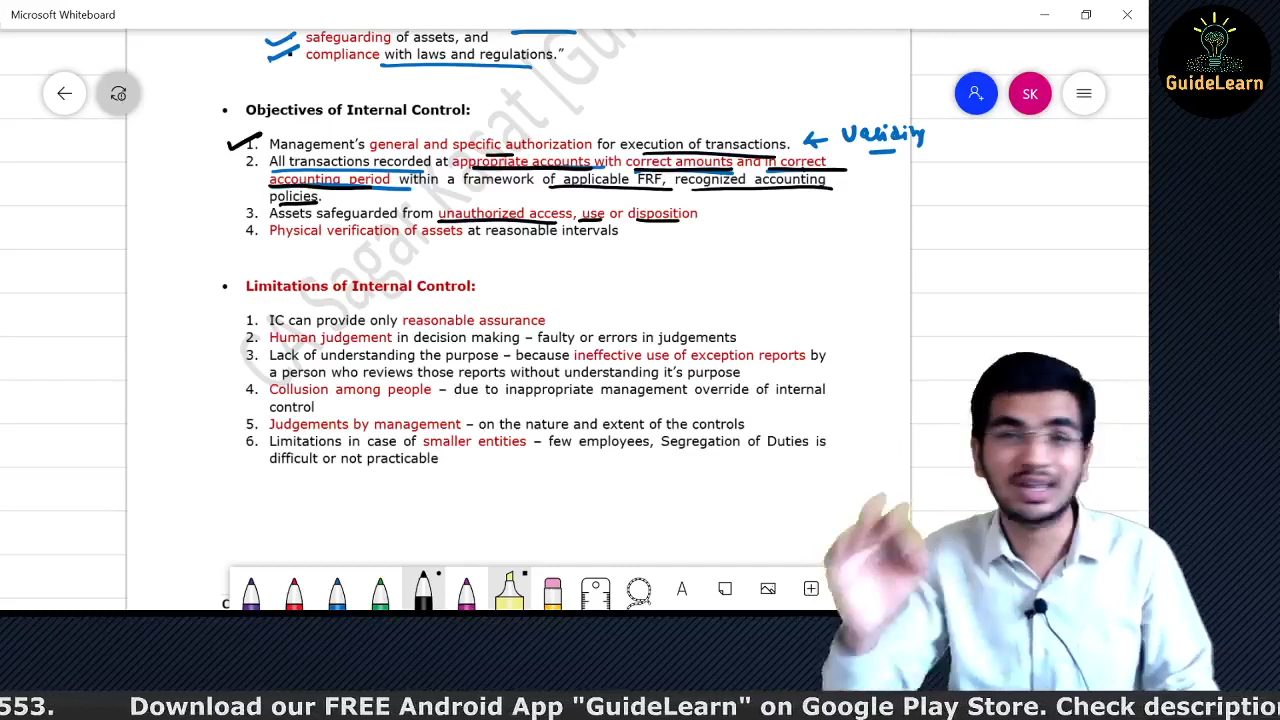 Microsoft Whiteboard
safeguarding of assets, and
compliance with laws and regulations.”
GuideLearn
SK
• Objectives of Internal Control:
1. Management’s general and specific authorization for execution of transactions. ← Validity
2. All transactions recorded at appropriate accounts with correct amounts and in correct
accounting period within a framework of applicable FRF, recognized accounting
policies.
3. Assets safeguarded from unauthorized access, use or disposition
4. Physical verification of assets at reasonable intervals
• Limitations of Internal Control:
1. IC can provide only reasonable assurance
2. Human judgement in decision making – faulty or errors in judgements
3. Lack of understanding the purpose – because ineffective use of exception reports by
a person who reviews those reports without understanding it’s purpose
4. Collusion among people – due to inappropriate management override of internal
control
5. Judgements by management – on the nature and extent of the controls
6. Limitations in case of smaller entities – few employees, Segregation of Duties is
difficult or not practicable
CA Sagar Kasat [Gui
553. Download our FREE Android App "GuideLearn" on Google Play Store. Check descriptio